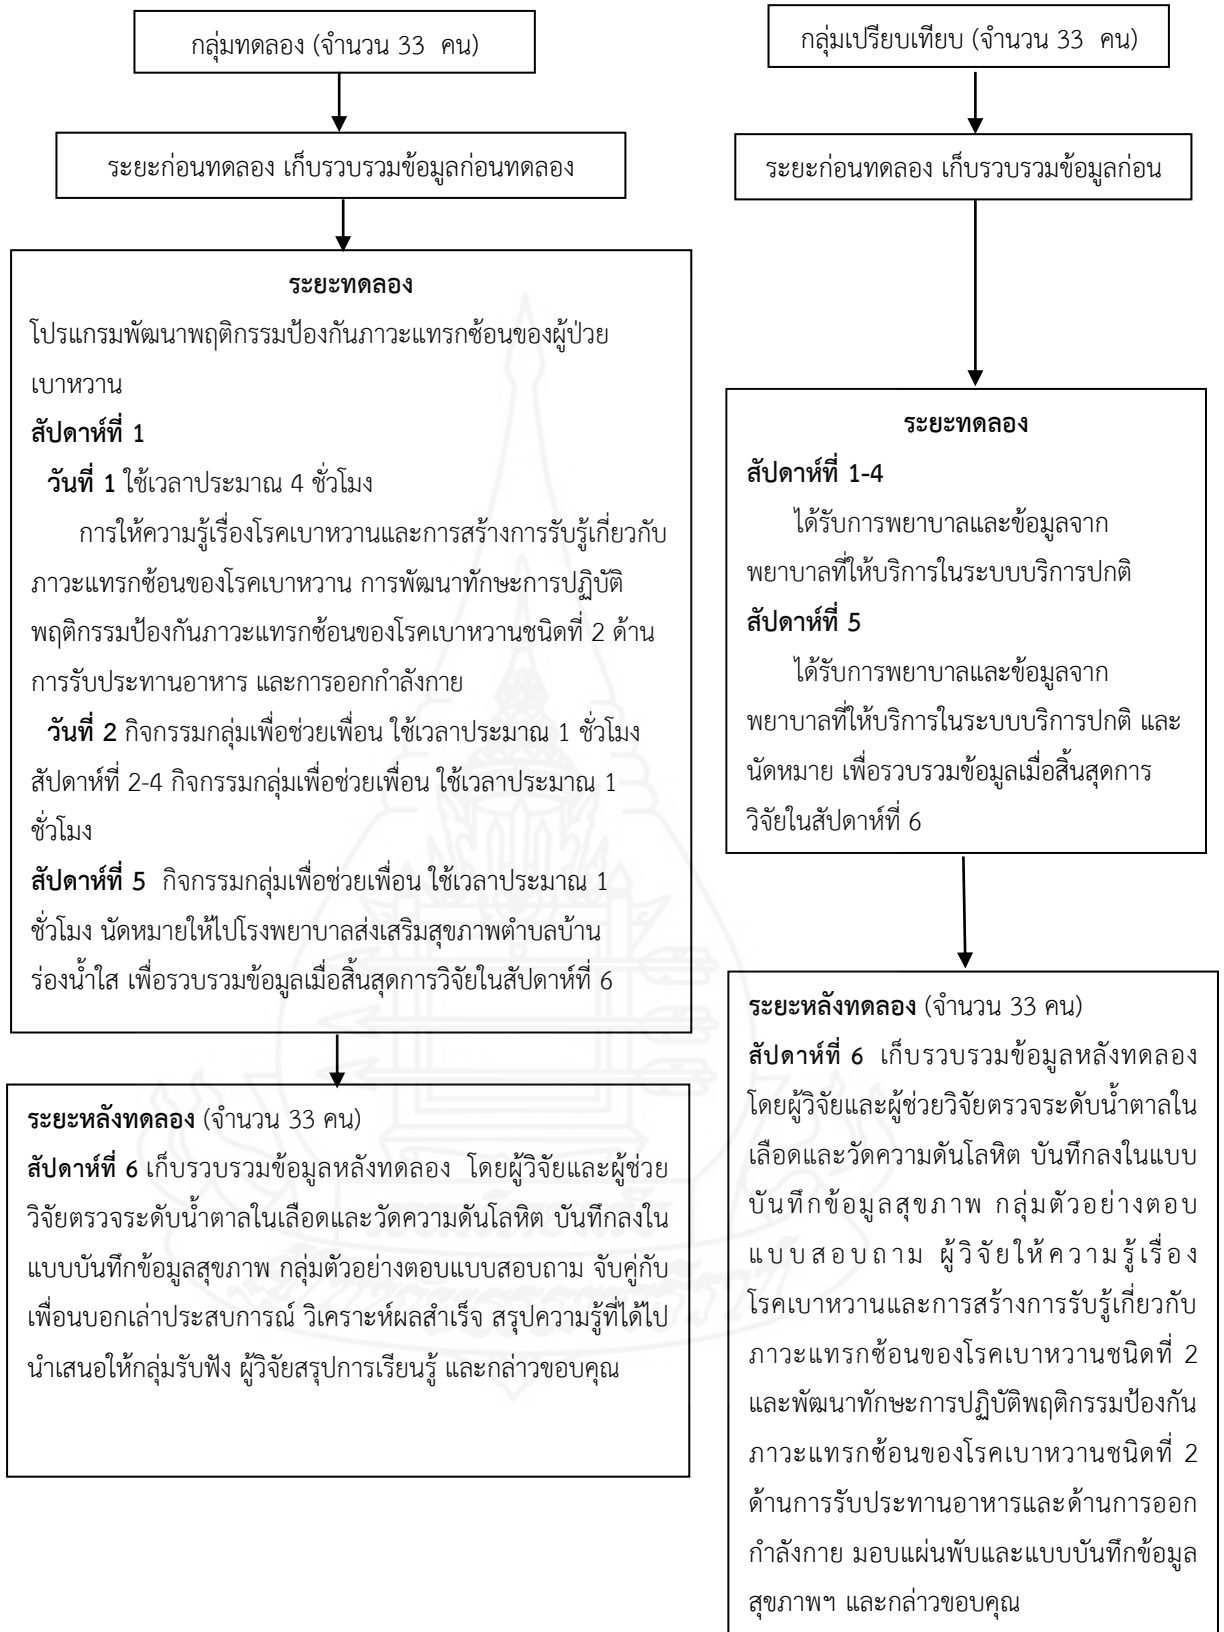 กลุ่มทดลอง (จำนวน 33 คน)
ระยะก่อนทดลอง เก็บรวบรวมข้อมูลก่อนทดลอง
ระยะทดลอง
โปรแกรมพัฒนาพฤติกรรมป้องกันภาวะแทรกซ้อนของผู้ป่วย
เบาหวาน
สัปดาห์ที่ 1
วันที่ 1 ใช้เวลาประมาณ 4 ชั่วโมง
การให้ความรู้เรื่องโรคเบาหวานและการสร้างการรับรู้เกี่ยวกับ
ภาวะแทรกซ้อนของโรคเบาหวาน การพัฒนาทักษะการปฏิบัติ
พฤติกรรมป้องกันภาวะแทรกซ้อนของโรคเบาหวานชนิดที่ 2 ด้าน
การรับประทานอาหาร และการออกกำลังกาย
วันที่ 2 กิจกรรมกลุ่มเพื่อช่วยเพื่อน ใช้เวลาประมาณ 1 ชั่วโมง
สัปดาห์ที่ 2-4 กิจกรรมกลุ่มเพื่อช่วยเพื่อน ใช้เวลาประมาณ 1
ชั่วโมง
สัปดาห์ที่ 5 กิจกรรมกลุ่มเพื่อช่วยเพื่อน ใช้เวลาประมาณ 1
ชั่วโมง นัดหมายให้ไปโรงพยาบาลส่งเสริมสุขภาพตำบลบ้าน
ร่องน้ำใส เพื่อรวบรวมข้อมูลเมื่อสิ้นสุดการวิจัยในสัปดาห์ที่ 6
ระยะหลังทดลอง (จำนวน 33 คน)
สัปดาห์ที่ 6 เก็บรวบรวมข้อมูลหลังทดลอง โดยผู้วิจัยและผู้ช่วย
วิจัยตรวจระดับน้ำตาลในเลือดและวัดความดันโลหิต บันทึกลงใน
แบบบันทึกข้อมูลสุขภาพ กลุ่มตัวอย่างตอบแบบสอบถาม จับคู่กับ
เพื่อนบอกเล่าประสบการณ์ วิเคราะห์ผลสำเร็จ สรุปความรู้ที่ได้ไป
นำเสนอให้กลุ่มรับฟัง ผู้วิจัยสรุปการเรียนรู้ และกล่าวขอบคุณ
กลุ่มเปรียบเทียบ (จำนวน 33 คน)
ระยะก่อนทดลอง เก็บรวบรวมข้อมูลก่อน
ระยะทดลอง
สัปดาห์ที่ 1-4
ได้รับการพยาบาลและข้อมูลจาก
พยาบาลที่ให้บริการในระบบบริการปกติ
สัปดาห์ที่ 5
ได้รับการพยาบาลและข้อมูลจาก
พยาบาลที่ให้บริการในระบบบริการปกติ และ
นัดหมาย เพื่อรวบรวมข้อมูลเมื่อสิ้นสุดการ
วิจัยในสัปดาห์ที่ 6
ระยะหลังทดลอง (จำนวน 33 คน)
สัปดาห์ที่ 6 เก็บรวบรวมข้อมูลหลังทดลอง
โดยผู้วิจัยและผู้ช่วยวิจัยตรวจระดับน้ำตาลใน
เลือดและวัดความดันโลหิต บันทึกลงในแบบ
บันทึกข้อมูลสุขภาพ กลุ่มตัวอย่างตอบ
แบบสอบถาม ผู้วิจัยให้ความรู้เรื่อง
โรคเบาหวานและการสร้างการรับรู้เกี่ยวกับ
ภาวะแทรกซ้อนของโรคเบาหวานชนิดที่ 2
และพัฒนาทักษะการปฏิบัติพฤติกรรมป้องกัน
ภาวะแทรกซ้อนของโรคเบาหวานชนิดที่ 2
ด้านการรับประทานอาหารและด้านการออก
กำลังกาย มอบแผ่นพับและแบบบันทึกข้อมูล
สุขภาพฯ และกล่าวขอบคุณ